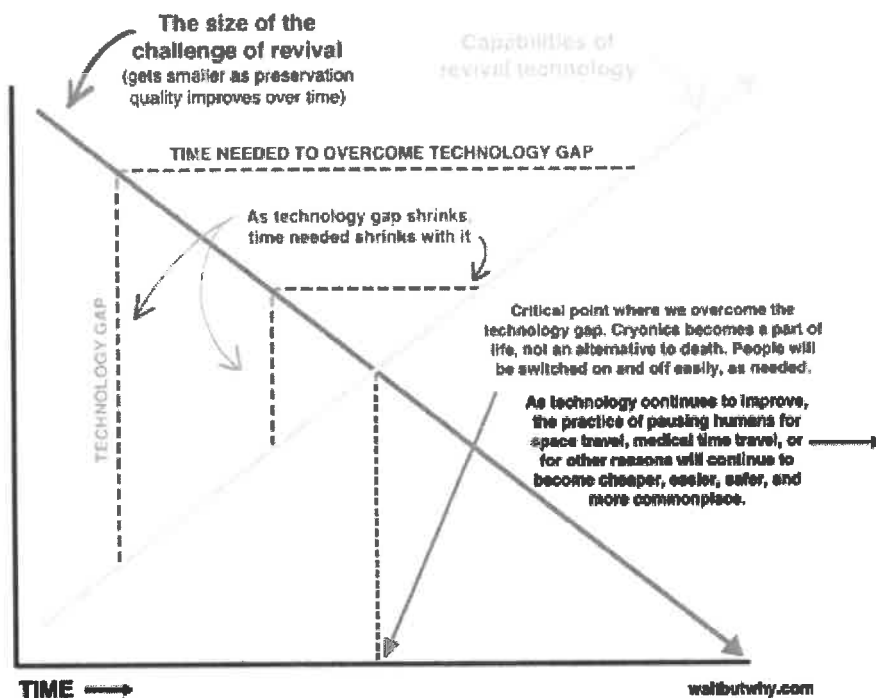 The size of the
challenge of revival
(gets smaller as preservation
quality improves over time)
Capabilities of
revival technology
TIME NEEDED TO OVERCOME TECHNOLOGY GAP
As technology gap shrinks,
time needed shrinks with it
TECHNOLOGY GAP
Critical point where we overcome the
technology gap. Cryonics becomes a part of
life, not an alternative to death. People will
be switched on and off easily, as needed.
As technology continues to improve,
the practice of pausing humans for
space travel, medical time travel, or
for other reasons will continue to
become cheaper, easier, safer, and
more commonplace.
TIME
waitbutwhy.com